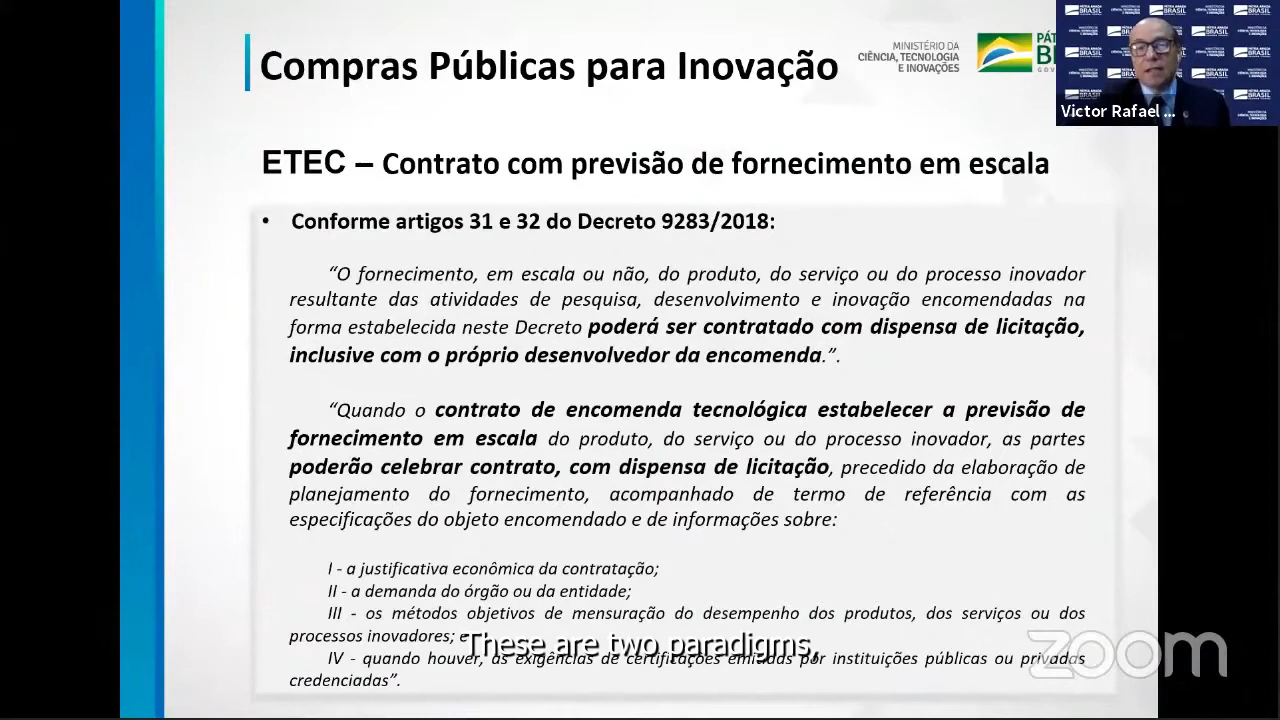 Compras Públicas para Inovação
MINISTÉRIO DA
CIÊNCIA, TECNOLOGIA
E INOVAÇÕES
Victor Rafael ...
ETEC – Contrato com previsão de fornecimento em escala
• Conforme artigos 31 e 32 do Decreto 9283/2018:
“O fornecimento, em escala ou não, do produto, do serviço ou do processo inovador
resultante das atividades de pesquisa, desenvolvimento e inovação encomendadas na
forma estabelecida neste Decreto poderá ser contratado com dispensa de licitação,
inclusive com o próprio desenvolvedor da encomenda.”.
“Quando o contrato de encomenda tecnológica estabelecer a previsão de
fornecimento em escala do produto, do serviço ou do processo inovador, as partes
poderão celebrar contrato, com dispensa de licitação, precedido da elaboração de
planejamento do fornecimento, acompanhado de termo de referência com as
especificações do objeto encomendado e de informações sobre:
I - a justificativa econômica da contratação;
II - a demanda do órgão ou da entidade;
III - os métodos objetivos de mensuração do desempenho dos produtos, dos serviços ou dos
processos inovadores; e
These are two paradigms,
IV - quando houver, as exigências de certificações emitidas por instituições públicas ou privadas
credenciadas”.
zoom